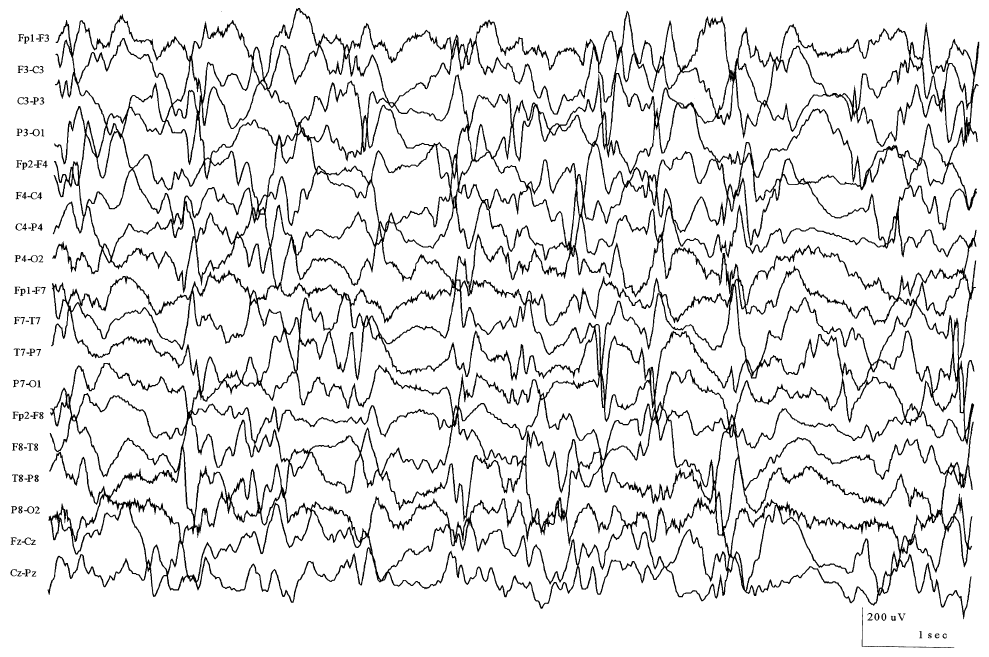 Fp1-F3
F3-C3
C3-P3
P3-O1
Fp2-F4
F4-C4
C4-P4
P4-O2
Fp1-F7
F7-T7
T7-P7
P7-O1
Fp2-F8
F8-T8
T8-P8
P8-O2
Fz-Cz
Cz-Pz
200 uV
1 sec